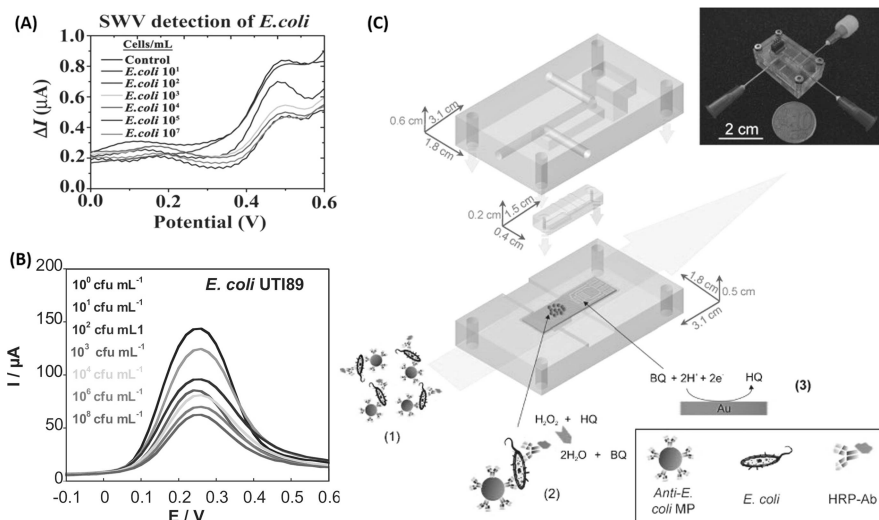 (A)
SWV detection of E.coli
Cells/mL
Control
E.coli 10¹
E.coli 10²
E.coli 10³
E.coli 10⁴
E.coli 10⁵
E.coli 10⁷
ΔI (µA)
1.0
0.8
0.6
0.4
0.2
0.0
0.0 0.2 0.4 0.6
Potential (V)
(B)
E. coli UTI89
10⁰ cfu mL⁻¹
10¹ cfu mL⁻¹
10² cfu mL1
10³ cfu mL⁻¹
10⁴ cfu mL⁻¹
10⁶ cfu mL⁻¹
10⁸ cfu mL⁻¹
I / µA
200
150
100
50
0
-0.1 0 0.1 0.2 0.3 0.4 0.5 0.6
E / V
(C)
2 cm
0.6 cm
3.1 cm
1.8 cm
0.2 cm
1.5 cm
0.4 cm
1.8 cm
0.5 cm
3.1 cm
(1)
H₂O₂ + HQ
2H₂O + BQ
(2)
BQ + 2H⁺ + 2e⁻ HQ
Au
(3)
Anti-E.
coli MP
E. coli
HRP-Ab